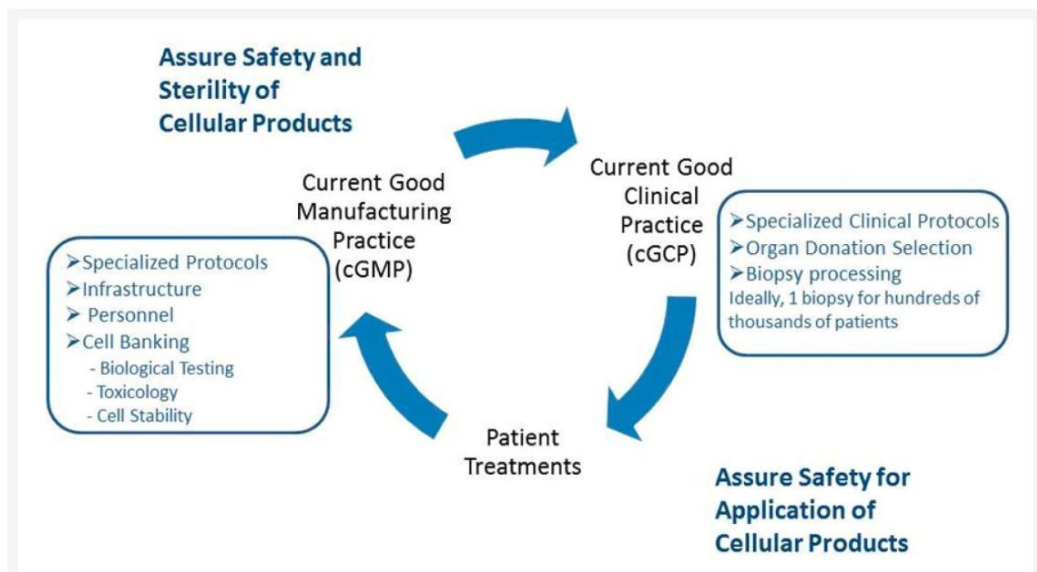 Assure Safety and
Sterility of
Cellular Products
Current Good
Manufacturing
Practice
(cGMP)
➢Specialized Protocols
➢Infrastructure
➢ Personnel
➢Cell Banking
- Biological Testing
- Toxicology
- Cell Stability
Current Good
Clinical
Practice
(cGCP)
➢Specialized Clinical Protocols
➢Organ Donation Selection
➢Biopsy processing
Ideally, 1 biopsy for hundreds of
thousands of patients
Patient
Treatments
Assure Safety for
Application of
Cellular Products